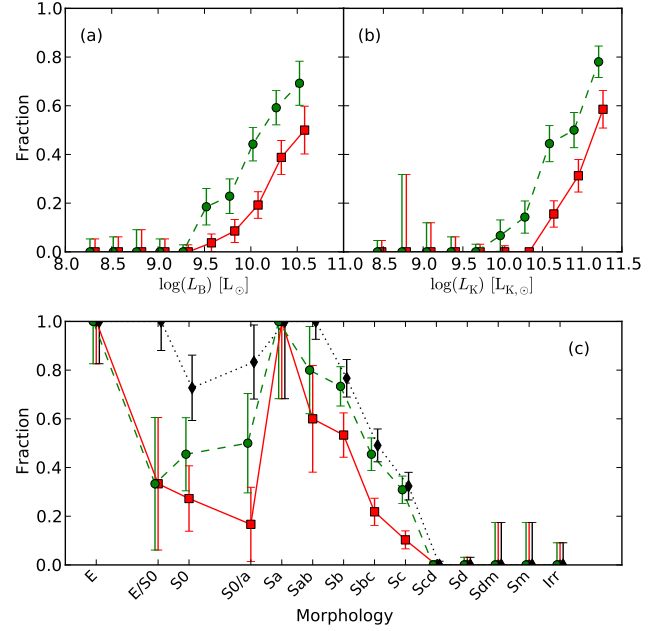 1.0
0.8
0.6
0.4
0.2
0.0
Fraction
(a)
(b)
8.0 8.5 9.0 9.5 10.0 10.5 11.0 8.5 9.0 9.5 10.0 10.5 11.0 11.5
log(L_B) [L_⊙]
log(L_K) [L_K,⊙]
1.0
0.8
0.6
0.4
0.2
0.0
Fraction
(c)
E E/S0 S0 S0/a Sa Sab Sb Sbc Sc Scd Sd Sdm Sm Irr
Morphology